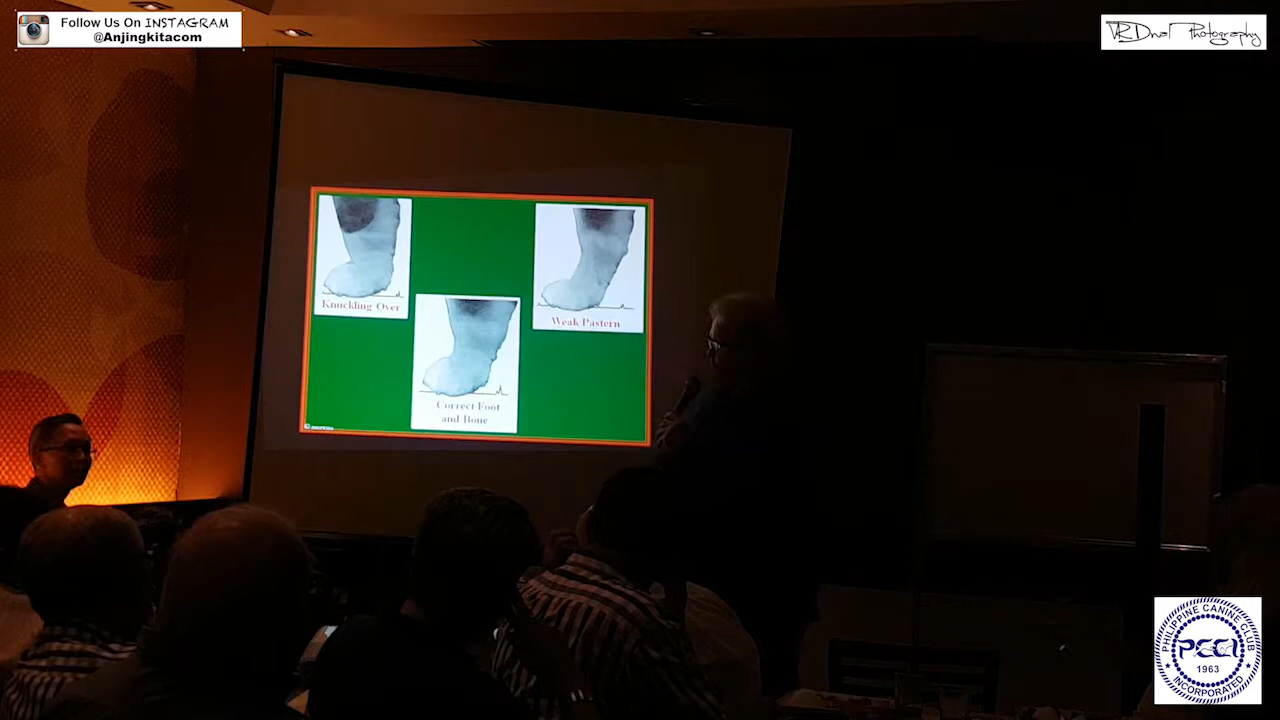 Follow Us On INSTAGRAM
@Anjingkitacom
VRDnal Photography
Knuckling Over
Weak Pastern
Correct Foot
and Bone
PHILIPPINE CANINE CLUB
PCCI
1963
INCORPORATED